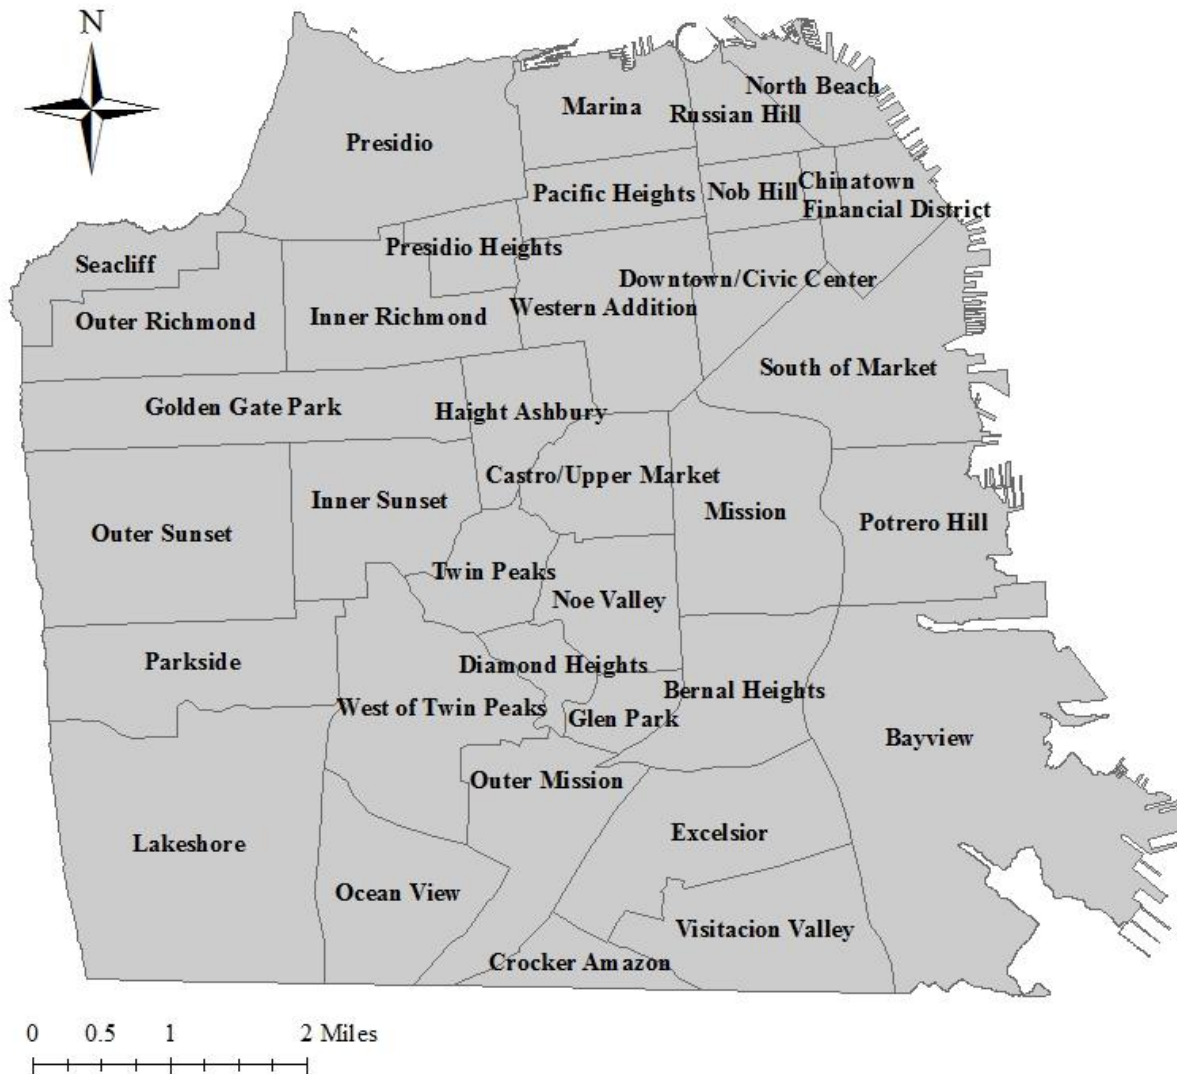 N
North Beach
Marina
Russian Hill
Presidio
Chinatown
Pacific Heights
Nob Hill
Financial District
Presidio Heights
Seacliff
Downtown/Civic Center
Western Addition
Inner Richmond
Outer Richmond
South of Market
Golden Gate Park
Haight Ashbury
Castro/Upper Market
Inner Sunset
Mission
Potrero Hill
Outer Sunset
Twin Peaks
Noe Valley
Parkside
Diamond Heights
Bernal Heights
West of Twin Peaks
Glen Park
Bayview
Outer Mission
Excelsior
Lakeshore
Ocean View
Visitacion Valley
Crocker Amazon
0 0.5 1 2 Miles